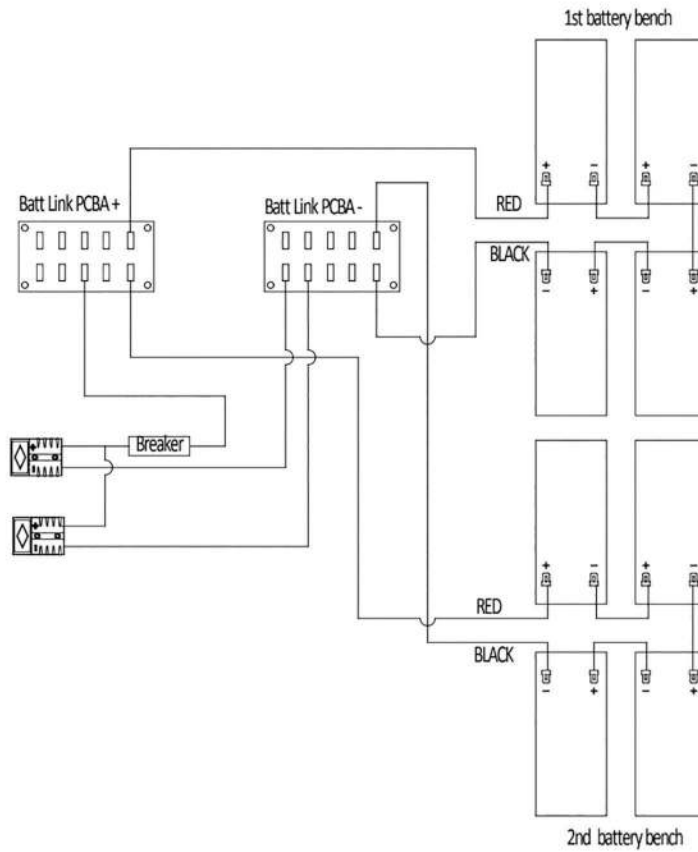 1st battery bench
+ - + -
RED
Batt Link PCBA +
Batt Link PCBA -
BLACK
- + - +
Breaker
+
-
+
-
+ - + -
RED
BLACK
- + - +
2nd battery bench